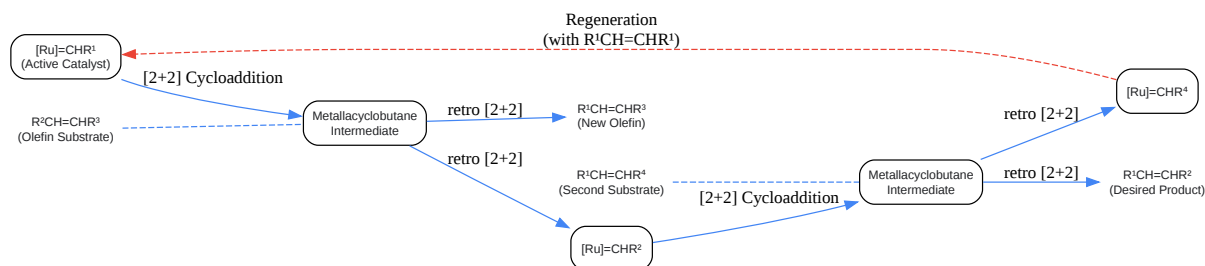 Regeneration
(with R¹CH=CHR¹)
[Ru]=CHR¹
(Active Catalyst)
[2+2] Cycloaddition
R²CH=CHR³
(Olefin Substrate)
Metallacyclobutane
Intermediate
retro [2+2]
R¹CH=CHR³
(New Olefin)
retro [2+2]
[Ru]=CHR²
R¹CH=CHR⁴
(Second Substrate)
[2+2] Cycloaddition
Metallacyclobutane
Intermediate
retro [2+2]
[Ru]=CHR⁴
retro [2+2]
R¹CH=CHR²
(Desired Product)